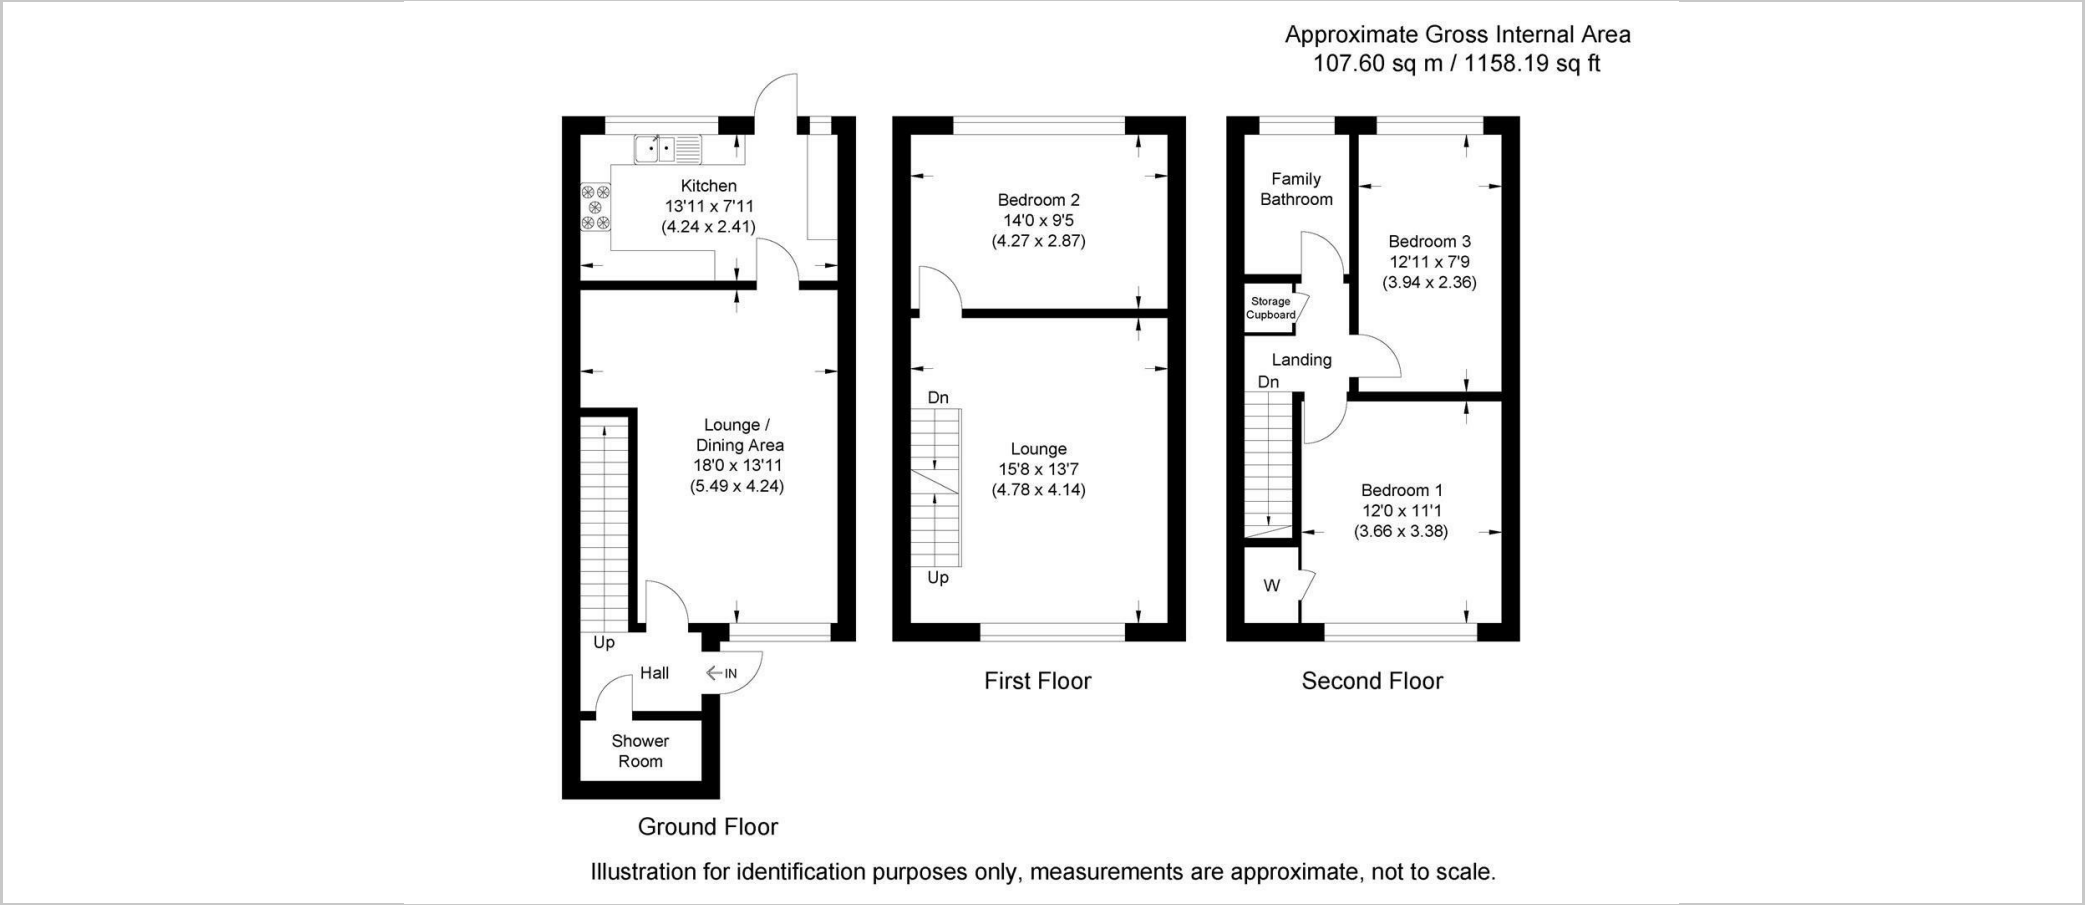 Approximate Gross Internal Area
107.60 sq m / 1158.19 sq ft
Kitchen
13'11 x 7'11
(4.24 x 2.41)
Lounge /
Dining Area
18'0 x 13'11
(5.49 x 4.24)
Up
Hall
IN
Shower
Room
Ground Floor
Bedroom 2
14'0 x 9'5
(4.27 x 2.87)
Dn
Lounge
15'8 x 13'7
(4.78 x 4.14)
Up
First Floor
Family
Bathroom
Bedroom 3
12'11 x 7'9
(3.94 x 2.36)
Storage
Cupboard
Landing
Dn
Bedroom 1
12'0 x 11'1
(3.66 x 3.38)
W
Second Floor
Illustration for identification purposes only, measurements are approximate, not to scale.